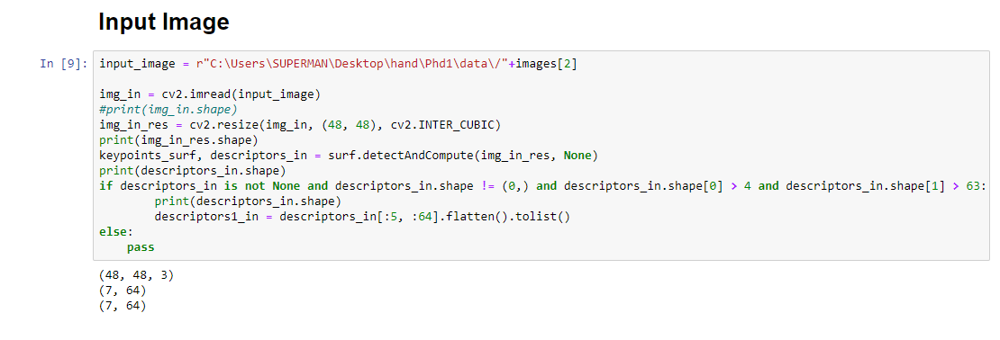 Input Image
In [9]: input_image = r"C:\Users\SUPERMAN\Desktop\hand\Phd1\data\/"+images[2]
img_in = cv2.imread(input_image)
#print(img_in.shape)
img_in_res = cv2.resize(img_in, (48, 48), cv2.INTER_CUBIC)
print(img_in_res.shape)
keypoints_surf, descriptors_in = surf.detectAndCompute(img_in_res, None)
print(descriptors_in.shape)
if descriptors_in is not None and descriptors_in.shape != (0,) and descriptors_in.shape[0] > 4 and descriptors_in.shape[1] > 63:
        print(descriptors_in.shape)
        descriptors1_in = descriptors_in[:5, :64].flatten().tolist()
else:
    pass
(48, 48, 3)
(7, 64)
(7, 64)